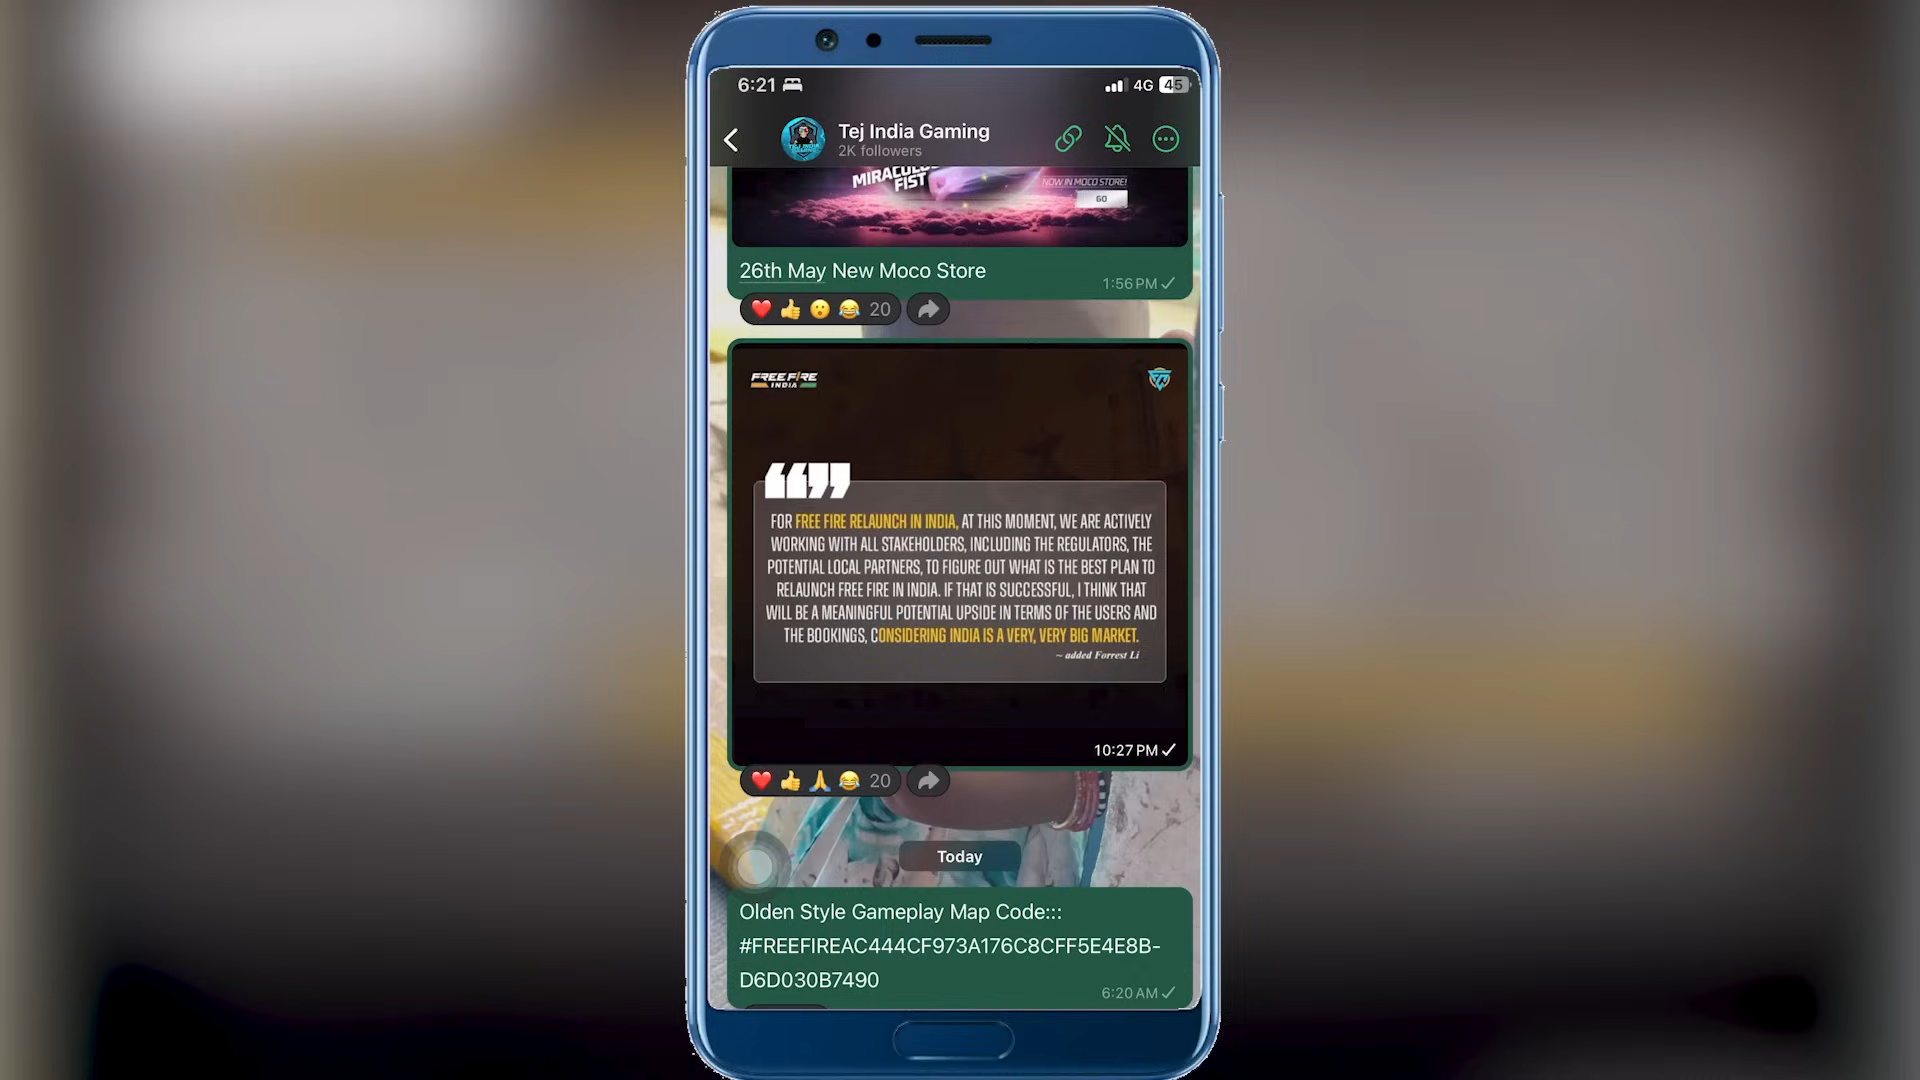 6:21
4G 45
Tej India Gaming
2K followers
MIRACULOUS
FIST
NOW IN MOCO STORE!
GO
26th May New Moco Store
1:56 PM
20
FREE FIRE
INDIA
FOR FREE FIRE RELAUNCH IN INDIA, AT THIS MOMENT, WE ARE ACTIVELY
WORKING WITH ALL STAKEHOLDERS, INCLUDING THE REGULATORS, THE
POTENTIAL LOCAL PARTNERS, TO FIGURE OUT WHAT IS THE BEST PLAN TO
RELAUNCH FREE FIRE IN INDIA. IF THAT IS SUCCESSFUL, I THINK THAT
WILL BE A MEANINGFUL POTENTIAL UPSIDE IN TERMS OF THE USERS AND
THE BOOKINGS, CONSIDERING INDIA IS A VERY, VERY BIG MARKET.
~ added Forrest Li
10:27 PM
20
Today
Olden Style Gameplay Map Code:::
#FREEFIREAC444CF973A176C8CFF5E4E8B-
D6D030B7490
6:20 AM